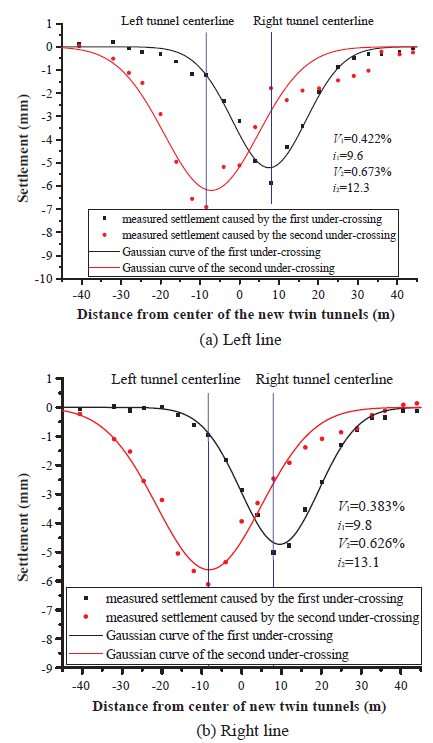 Left tunnel centerline Right tunnel centerline
1
0
-1
-2
-3
-4
-5
-6
-7
-8
-9
-10
Settlement (mm)
V₁=0.422%
i₁=9.6
V₂=0.673%
i₂=12.3
measured settlement caused by the first under-crossing
measured settlement caused by the second under-crossing
Gaussian curve of the first under-crossing
Gaussian curve of the second under-crossing
-40 -30 -20 -10 0 10 20 30 40
Distance from center of the new twin tunnels (m)
(a) Left line
Left tunnel centerline Right tunnel centerline
1
0
-1
-2
-3
-4
-5
-6
-7
-8
-9
Settlement (mm)
V₁=0.383%
i₁=9.8
V₂=0.626%
i₂=13.1
measured settlement caused by the first under-crossing
measured settlement caused by the second under-crossing
Gaussian curve of the first under-crossing
Gaussian curve of the second under-crossing
-40 -30 -20 -10 0 10 20 30 40
Distance from center of new twin tunnels (m)
(b) Right line